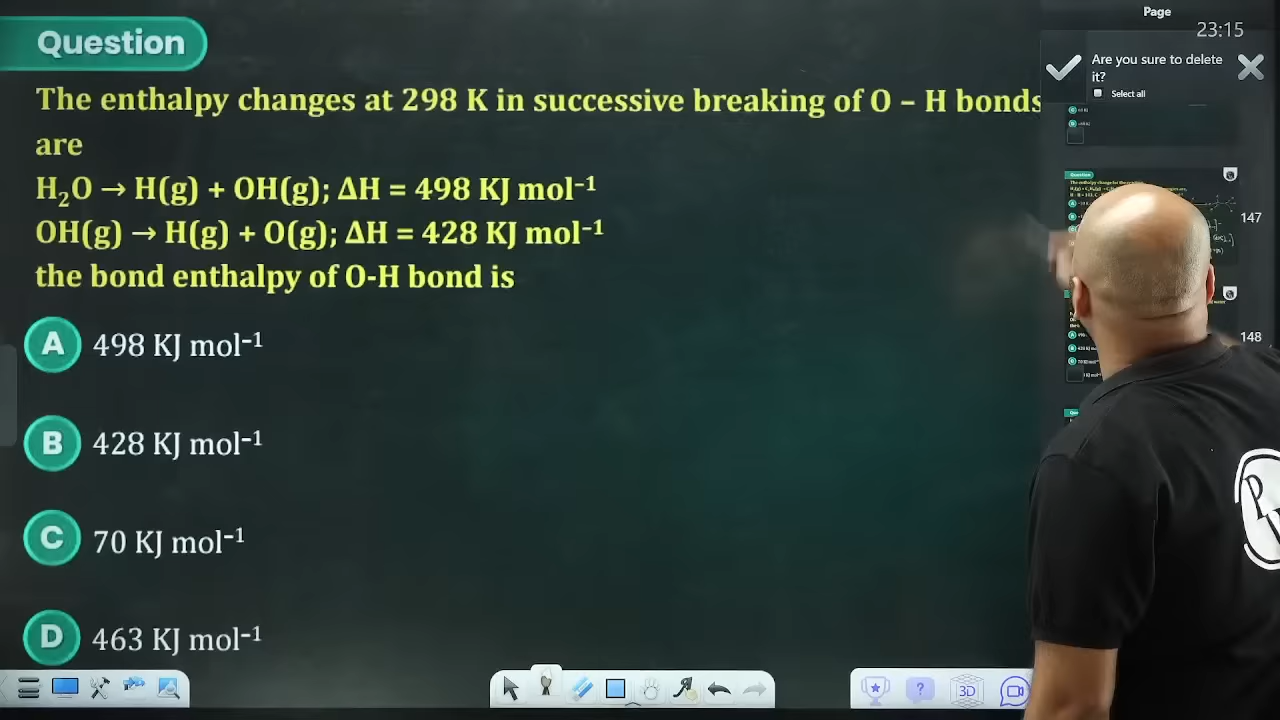 Question
Page
23:15
Are you sure to delete it?
Select all
The enthalpy changes at 298 K in successive breaking of O – H bonds
are
H₂O → H(g) + OH(g); ΔH = 498 KJ mol⁻¹
OH(g) → H(g) + O(g); ΔH = 428 KJ mol⁻¹
the bond enthalpy of O-H bond is
A 498 KJ mol⁻¹
B 428 KJ mol⁻¹
C 70 KJ mol⁻¹
D 463 KJ mol⁻¹
147
148
3D
?